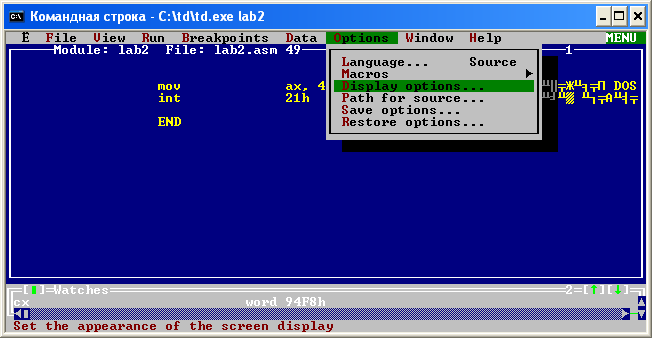 Командная строка - C:\td\td.exe lab2
Ë File View Run Breakpoints Data Options Window Help MENU
Module: lab2 File: lab2.asm 49 1
Language... Source
Macros
mov ax, 4
Display options...
DOS
int 21h
Path for source...
Save options...
END
Restore options...
Watches 2
cx word 94F8h
Set the appearance of the screen display